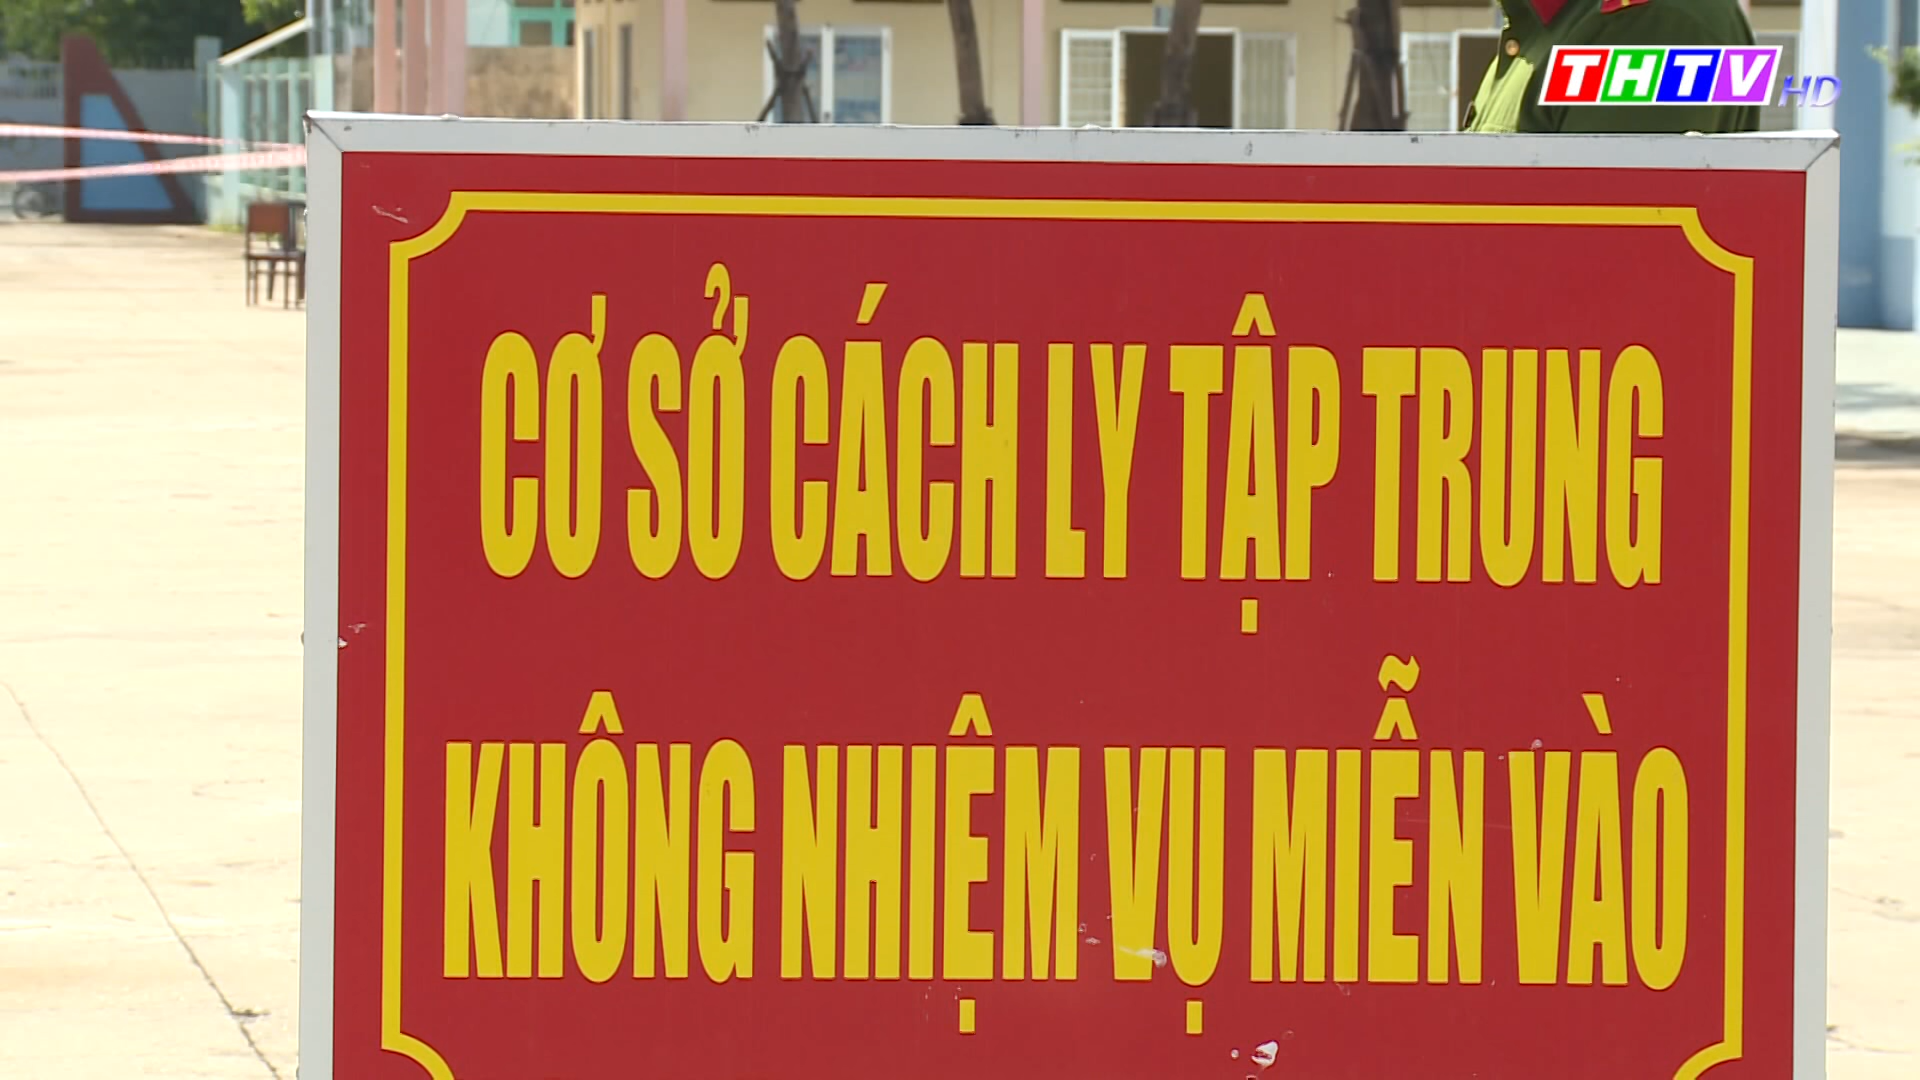 THTV HD
CƠ SỞ CÁCH LY TẬP TRUNG
KHÔNG NHIỆM VỤ MIỄN VÀO